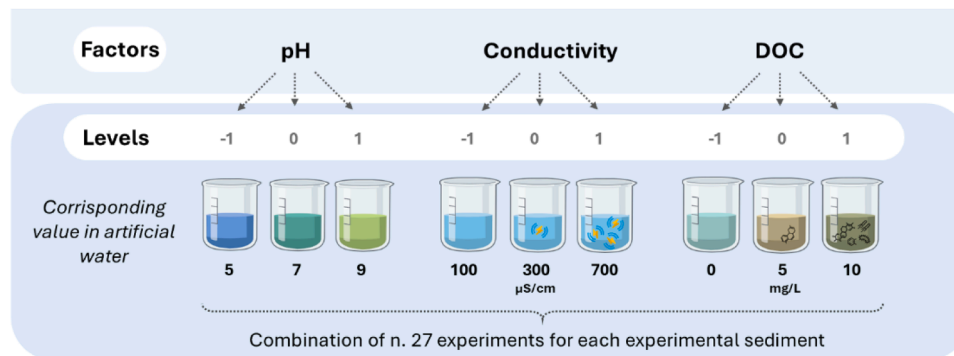 Factors pH Conductivity DOC
Levels -1 0 1 -1 0 1 -1 0 1
Corrisponding
value in artificial
water
5 7 9 100 300 700 0 5 10
µS/cm mg/L
Combination of n. 27 experiments for each experimental sediment